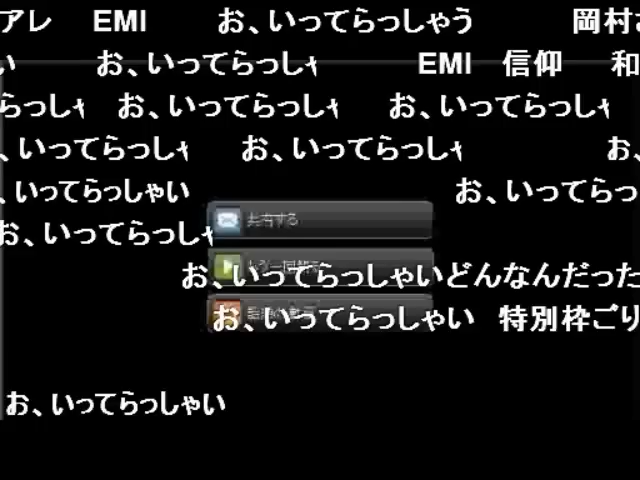 アレ EMI お、いってらっしゃう 岡村
い お、いってらっしゃ EMI 信仰 和
らっしゃ お、いってらっしゃ お、いってらっしゃ
、いってらっしゃ お、いってらっしゃ お、
、いってらっしゃい お、いってらっ
共有する
お、いってらっしゃ
お、いってらっしゃいどんなんだった
お、いってらっしゃい 特別枠ごり
お、いってらっしゃい